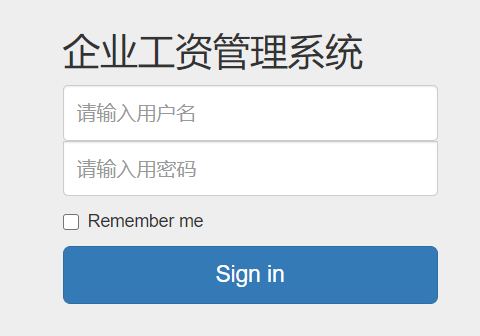 企业工资管理系统
请输入用户名
请输入用密码
Remember me
Sign in